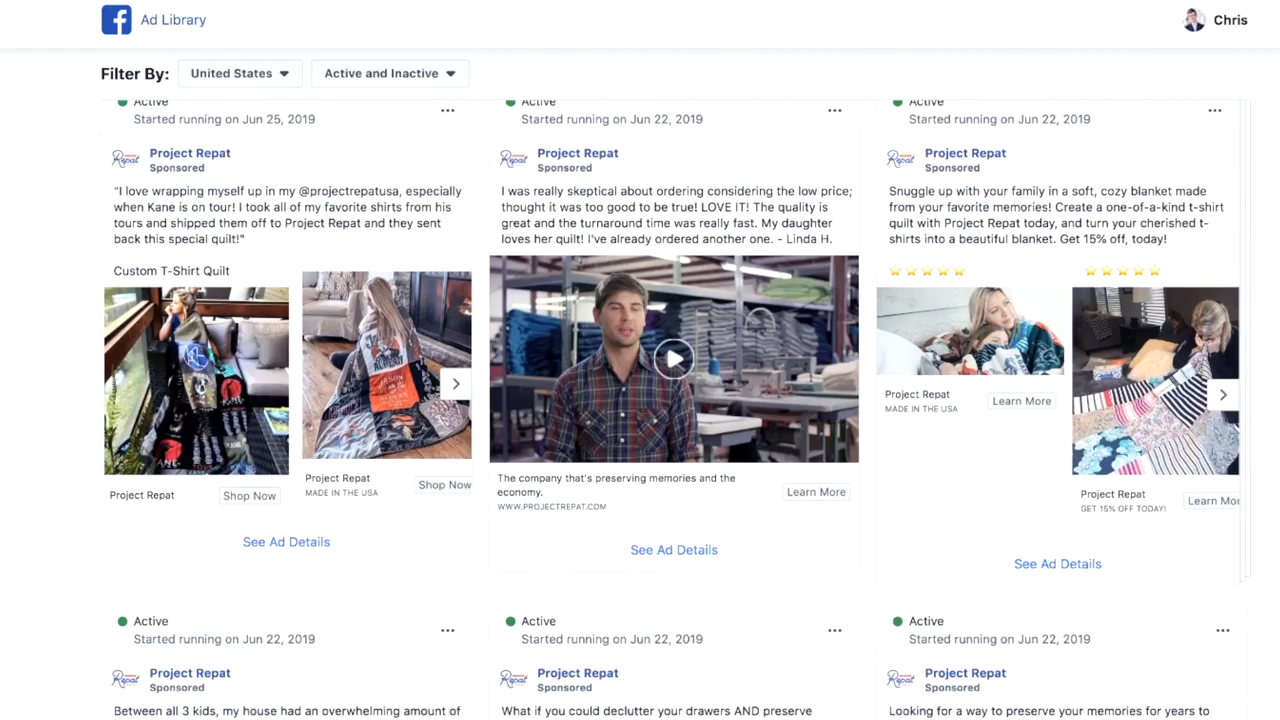 Ad Library
Chris
Filter By:
United States
Active and Inactive
Active
Started running on Jun 25, 2019
Project Repat
Sponsored
"I love wrapping myself up in my @projectrepatusa, especially
when Kane is on tour! I took all of my favorite shirts from his
tours and shipped them off to Project Repat and they sent
back this special quilt!"
Custom T-Shirt Quilt
Project Repat
Shop Now
Project Repat
MADE IN THE USA
Shop Now
See Ad Details
Active
Started running on Jun 22, 2019
Project Repat
Sponsored
I was really skeptical about ordering considering the low price;
thought it was too good to be true! LOVE IT! The quality is
great and the turnaround time was really fast. My daughter
loves her quilt! I've already ordered another one. - Linda H.
The company that's preserving memories and the
economy.
WWW.PROJECTREPAT.COM
Learn More
See Ad Details
Active
Started running on Jun 22, 2019
Project Repat
Sponsored
Snuggle up with your family in a soft, cozy blanket made
from your favorite memories! Create a one-of-a-kind t-shirt
quilt with Project Repat today, and turn your cherished t-
shirts into a beautiful blanket. Get 15% off, today!
Project Repat
MADE IN THE USA
Learn More
Project Repat
GET 15% OFF TODAY!
Learn Mor
See Ad Details
Active
Started running on Jun 22, 2019
Project Repat
Sponsored
Between all 3 kids, my house had an overwhelming amount of
Active
Started running on Jun 22, 2019
Project Repat
Sponsored
What if you could declutter your drawers AND preserve
Active
Started running on Jun 22, 2019
Project Repat
Sponsored
Looking for a way to preserve your memories for years to